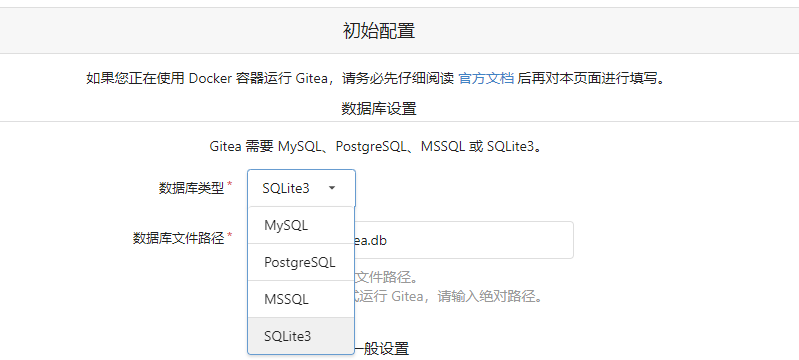 初始配置
如果您正在使用 Docker 容器运行 Gitea，请务必先仔细阅读 官方文档 后再对本页面进行填写。
数据库设置
Gitea 需要 MySQL、PostgreSQL、MSSQL 或 SQLite3。
数据库类型* SQLite3
MySQL
PostgreSQL
MSSQL
SQLite3
数据库文件路径* ea.db
文件路径。
式运行 Gitea，请输入绝对路径。
一般设置